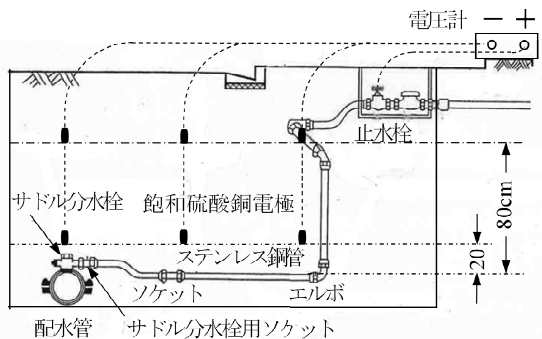 電圧計
− +
止水栓
サドル分水栓
飽和硫酸銅電極
80cm
ステンレス鋼管
20
ソケット
エルボ
配水管
サドル分水栓用ソケット